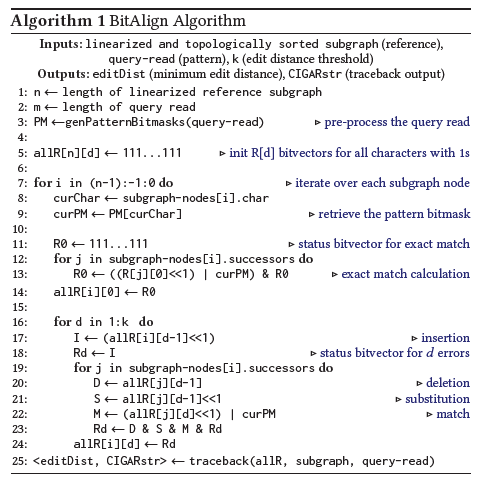 Algorithm 1 BitAlign Algorithm
Inputs: linearized and topologically sorted subgraph (reference),
query-read (pattern), k (edit distance threshold)
Outputs: editDist (minimum edit distance), CIGARstr (traceback output)
1: n ← length of linearized reference subgraph
2: m ← length of query read
3: PM ←genPatternBitmasks(query-read) ▹ pre-process the query read
4:
5: allR[n][d] ← 111...111 ▹ init R[d] bitvectors for all characters with 1s
6:
7: for i in (n-1):-1:0 do ▹ iterate over each subgraph node
8: curChar ← subgraph-nodes[i].char
9: curPM ← PM[curChar] ▹ retrieve the pattern bitmask
10:
11: R0 ← 111...111 ▹ status bitvector for exact match
12: for j in subgraph-nodes[i].successors do
13: R0 ← ((R[j][0]<<1) | curPM) & R0 ▹ exact match calculation
14: allR[i][0] ← R0
15:
16: for d in 1:k do
17: I ← (allR[i][d-1]<<1) ▹ insertion
18: Rd ← I ▹ status bitvector for d errors
19: for j in subgraph-nodes[i].successors do
20: D ← allR[j][d-1] ▹ deletion
21: S ← allR[j][d-1]<<1 ▹ substitution
22: M ← (allR[j][d]<<1) | curPM ▹ match
23: Rd ← D & S & M & Rd
24: allR[i][d] ← Rd
25: <editDist, CIGARstr> ← traceback(allR, subgraph, query-read)